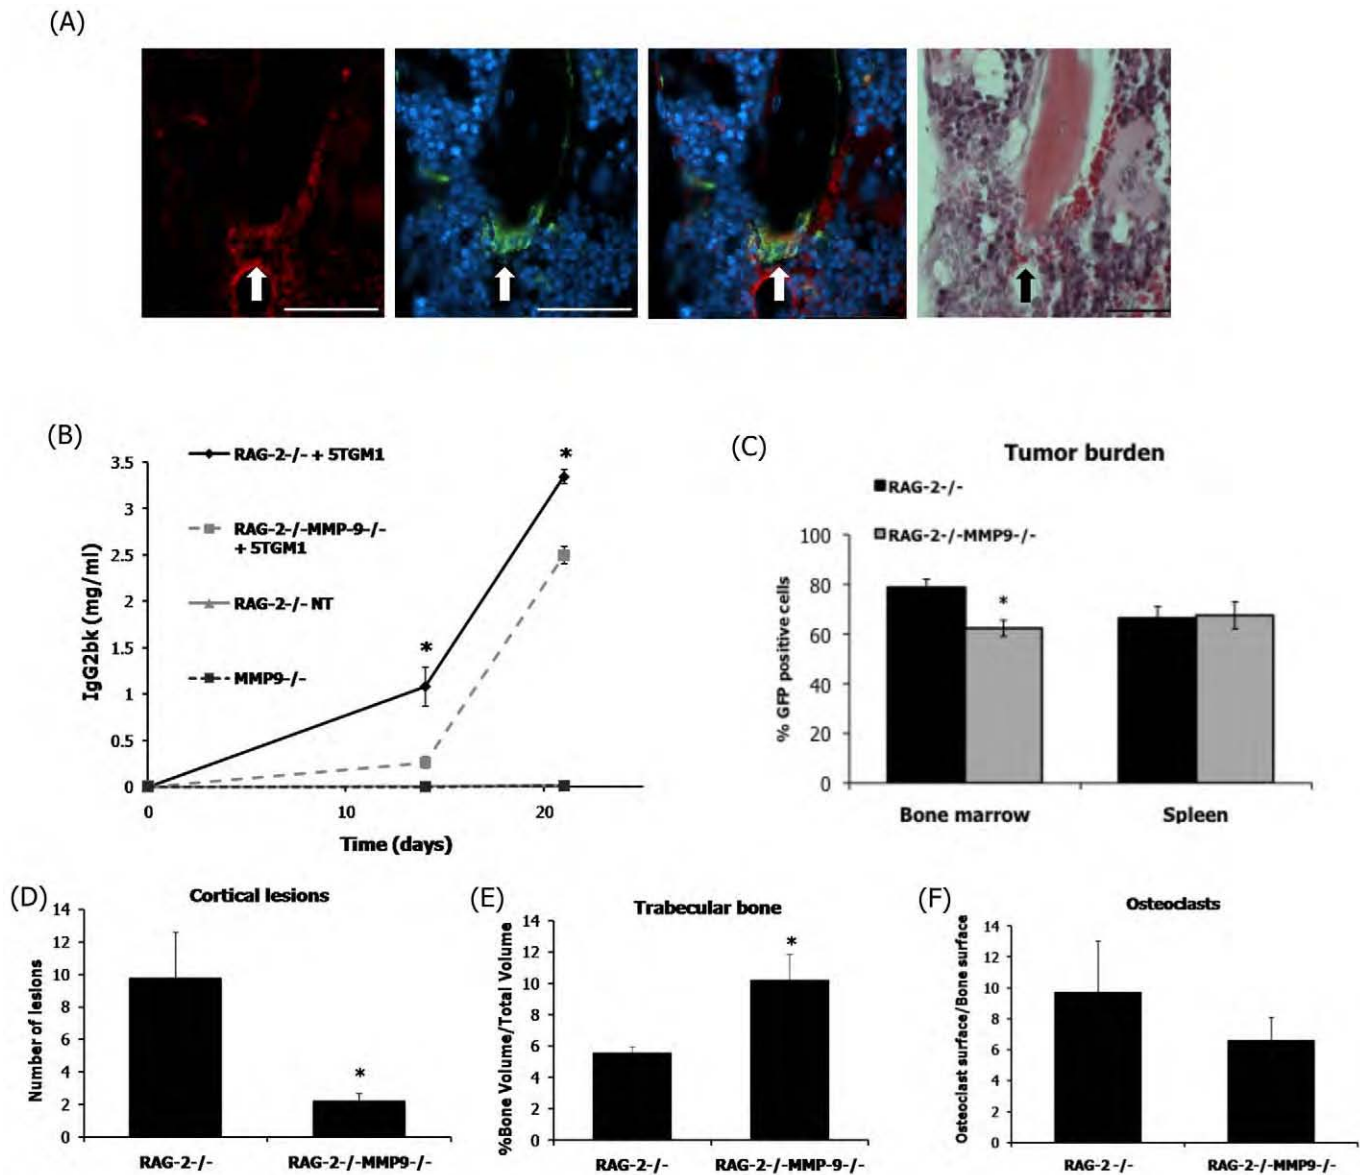 (A)
(B)
RAG-2-/- + 5TGM1
RAG-2-/-MMP-9-/-
+ 5TGM1
RAG-2-/- NT
MMP9-/-
*
*
IgG2bk (mg/ml)
3.5
3
2.5
2
1.5
1
0.5
0
0
10
20
Time (days)
(C)
Tumor burden
RAG-2-/-
RAG-2-/-MMP9-/-
% GFP positive cells
100
80
60
40
20
0
*
Bone marrow
Spleen
(D)
Cortical lesions
Number of lesions
14
12
10
8
6
4
2
0
*
RAG-2-/-
RAG-2-/-MMP9-/-
(E)
Trabecular bone
%Bone Volume/Total Volume
14
12
10
8
6
4
2
0
*
RAG-2-/-
RAG-2-/-MMP-9-/-
(F)
Osteoclasts
Osteoclast surface/Bone surface
14
12
10
8
6
4
2
0
RAG-2 -/-
RAG-2-/-MMP9-/-